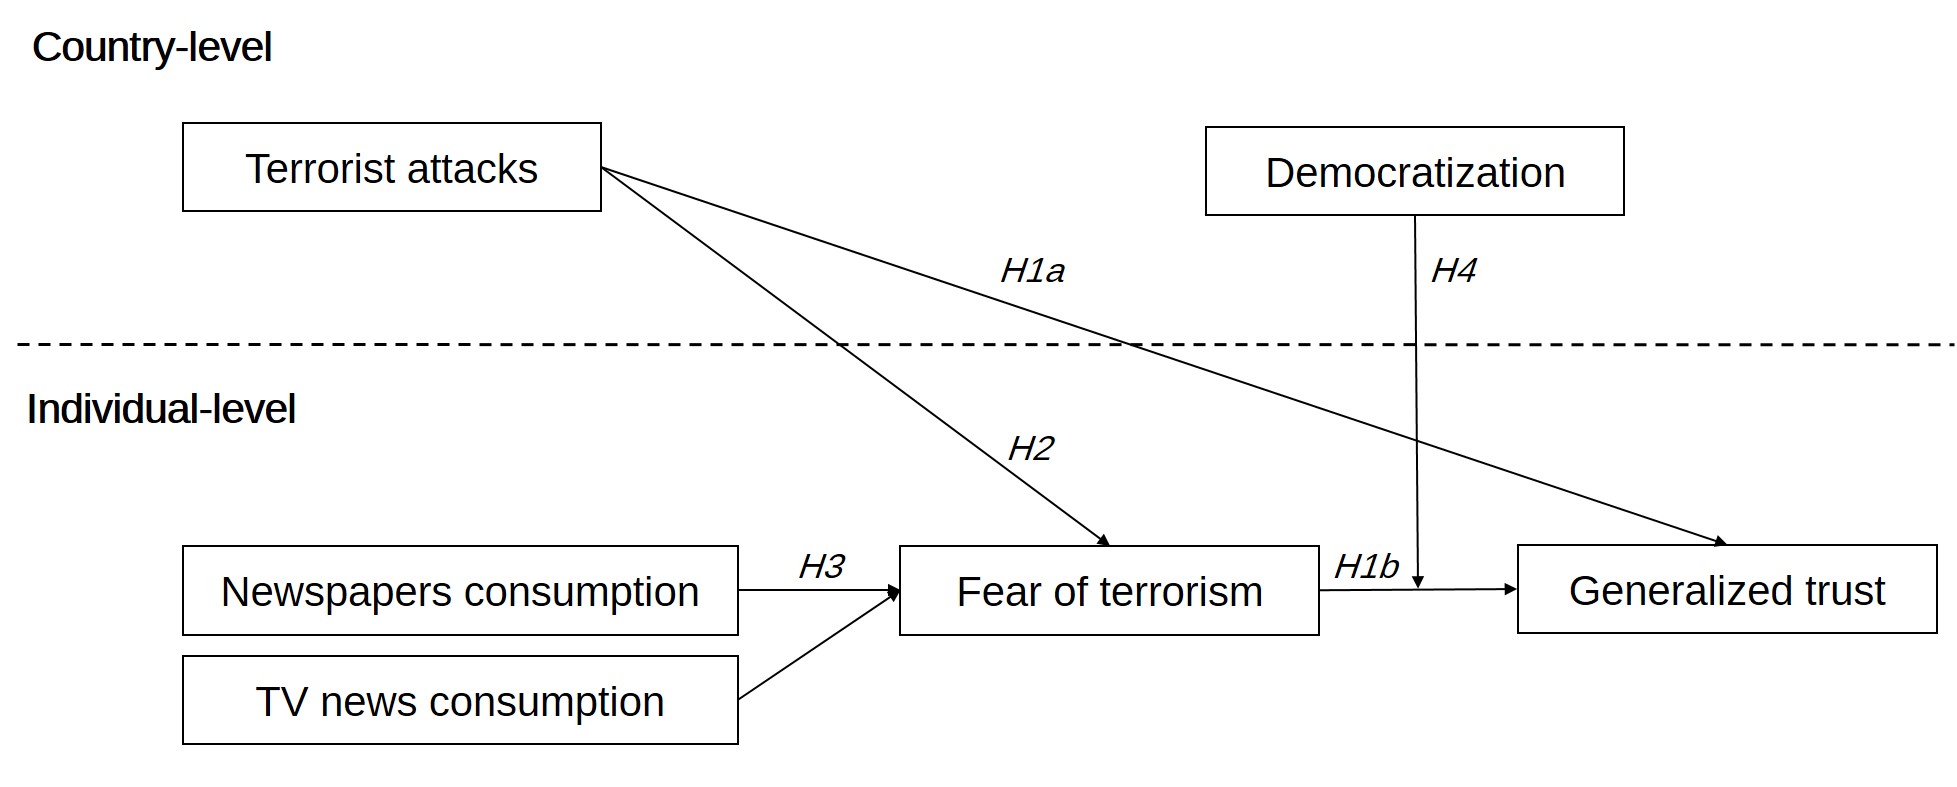 Country-level
Terrorist attacks
Democratization
H1a
H4
Individual-level
H2
Newspapers consumption
H3
Fear of terrorism
H1b
Generalized trust
TV news consumption